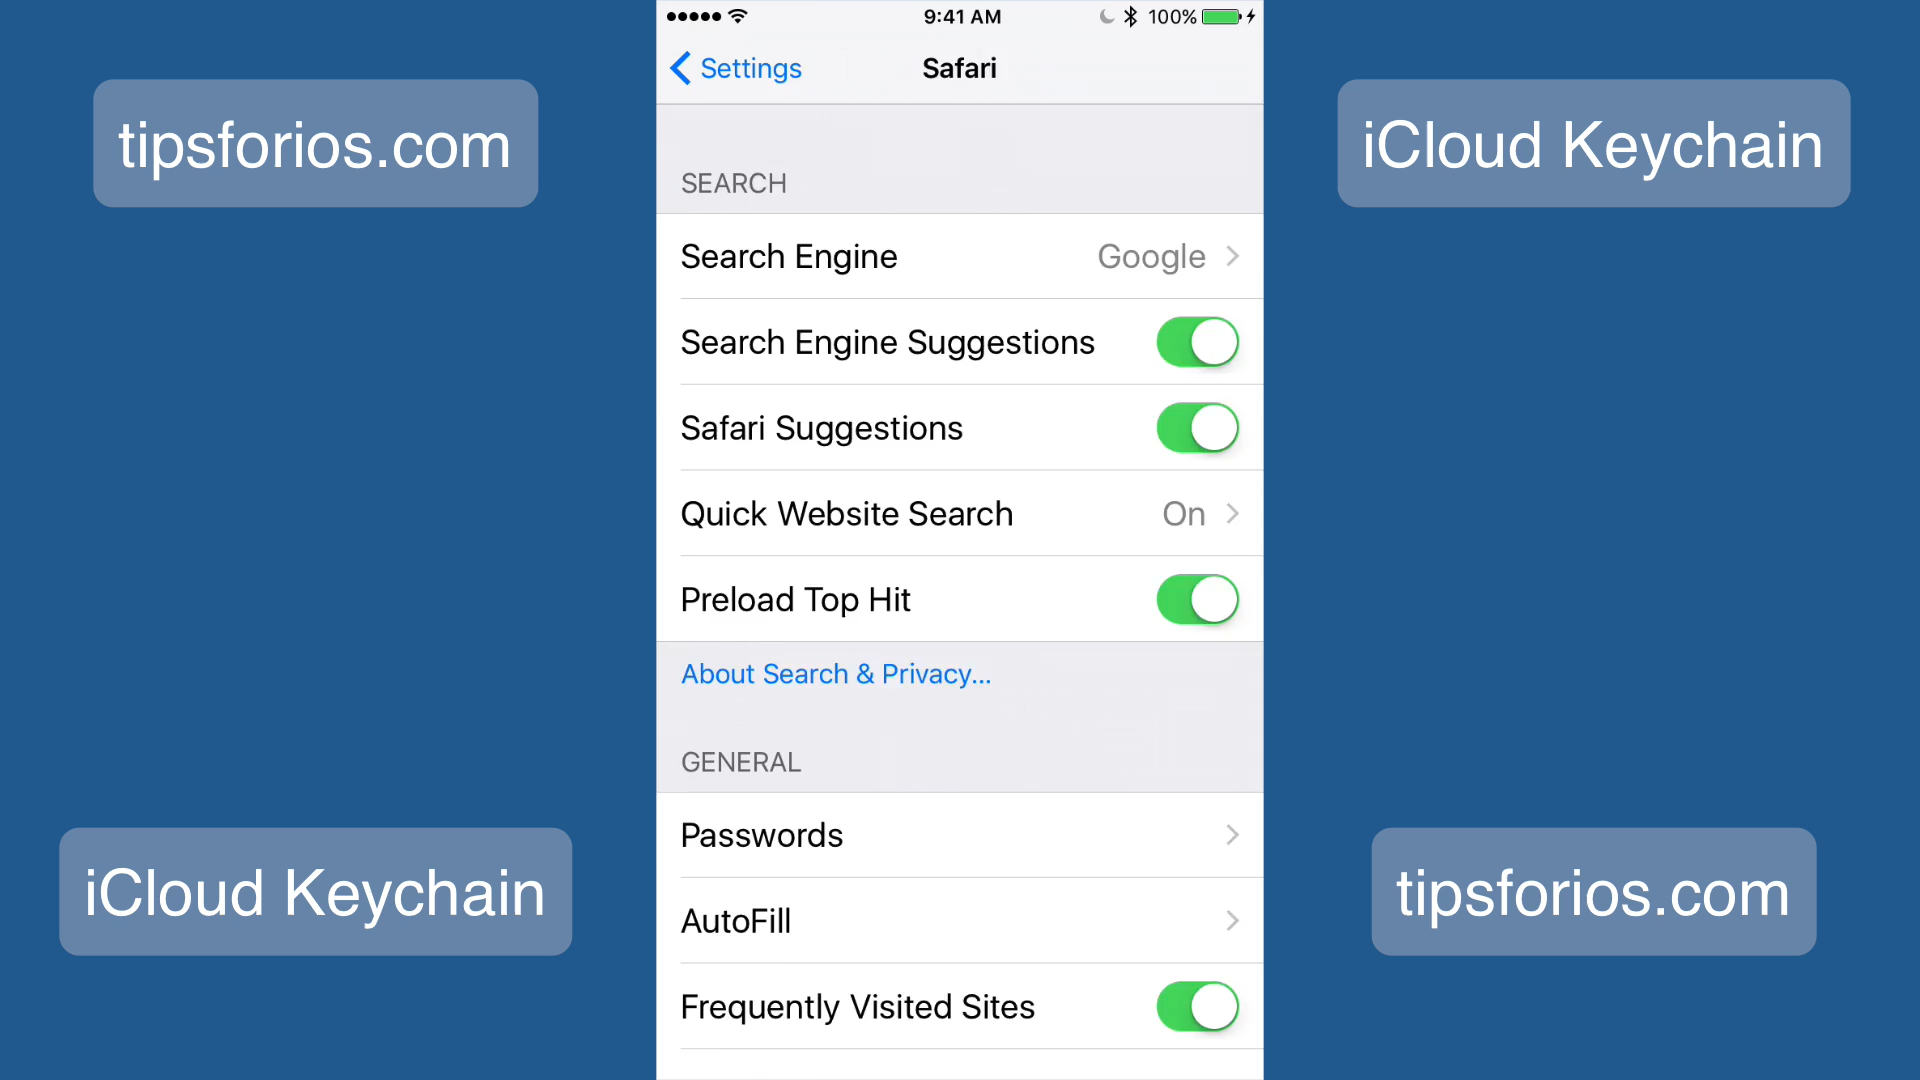 9:41 AM
100%
Settings
Safari
tipsforios.com
iCloud Keychain
SEARCH
Search Engine Google
Search Engine Suggestions
Safari Suggestions
Quick Website Search On
Preload Top Hit
About Search & Privacy...
GENERAL
Passwords
iCloud Keychain
tipsforios.com
AutoFill
Frequently Visited Sites